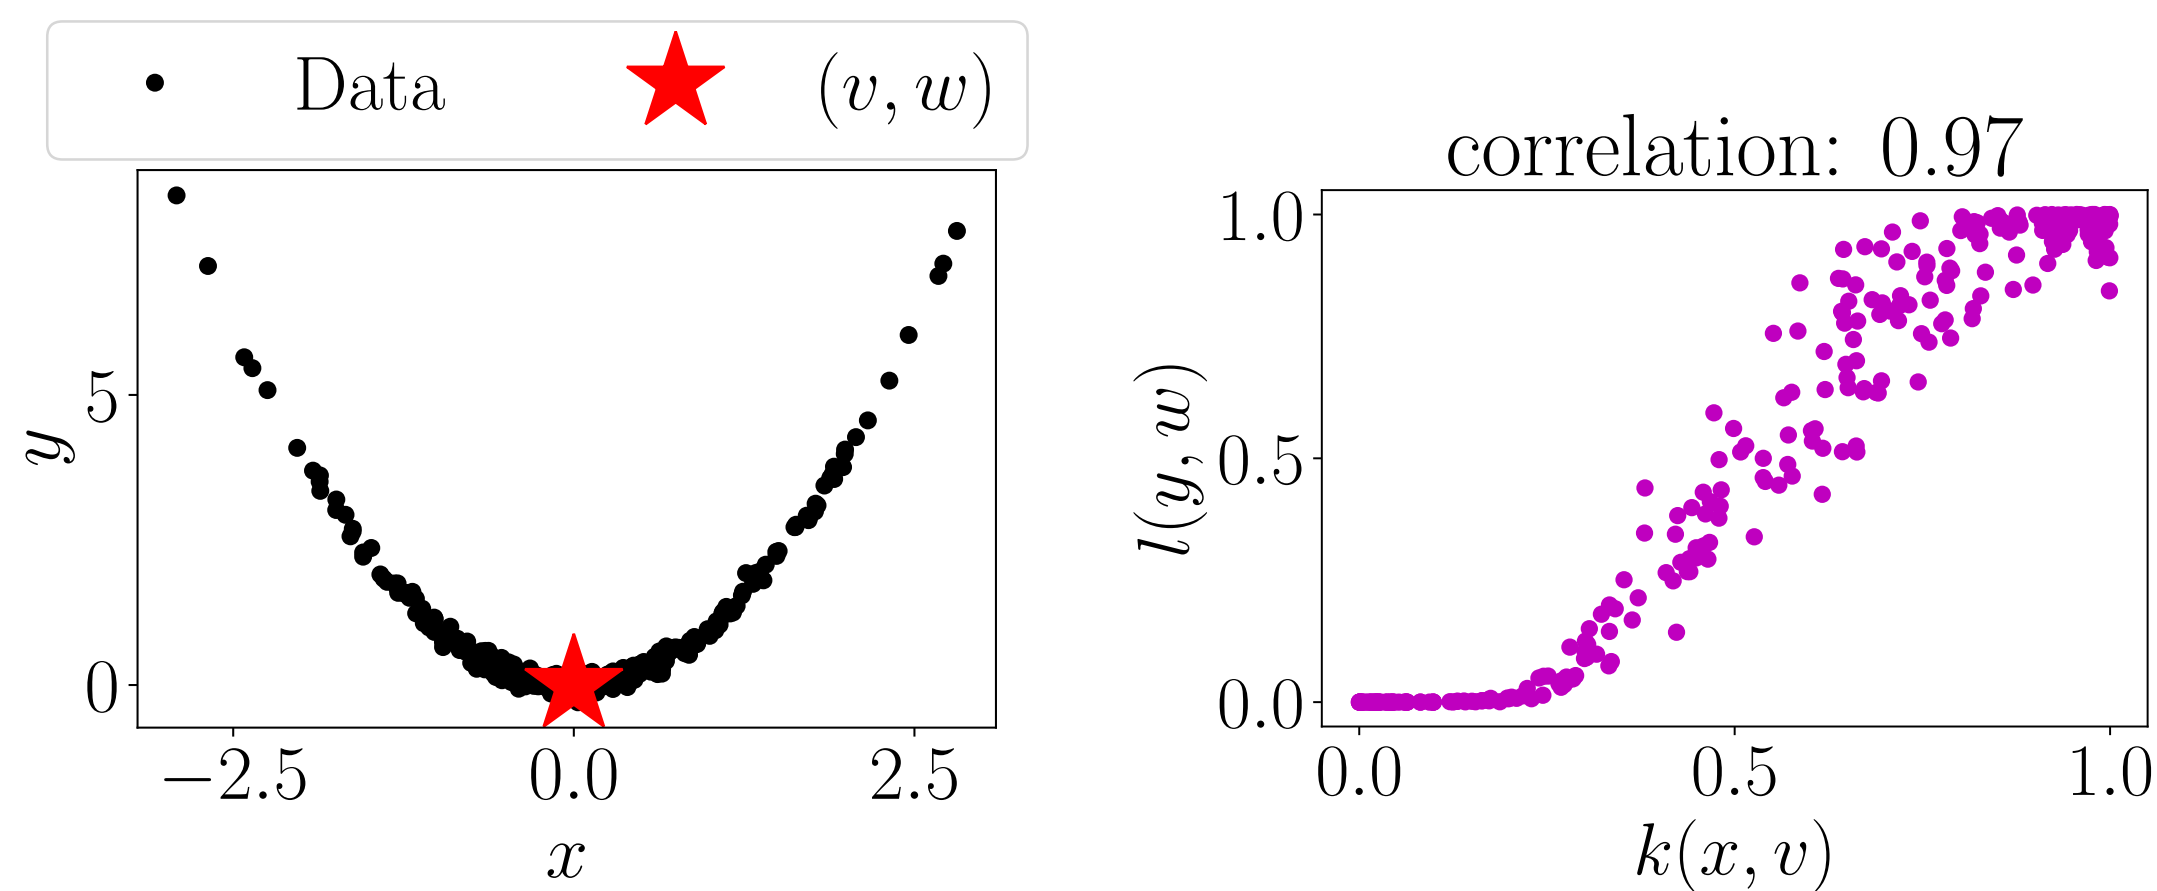 Data (v, w)
5
0
y
−2.5 0.0 2.5
x
correlation: 0.97
1.0
0.5
0.0
l(y, w)
0.0 0.5 1.0
k(x, v)